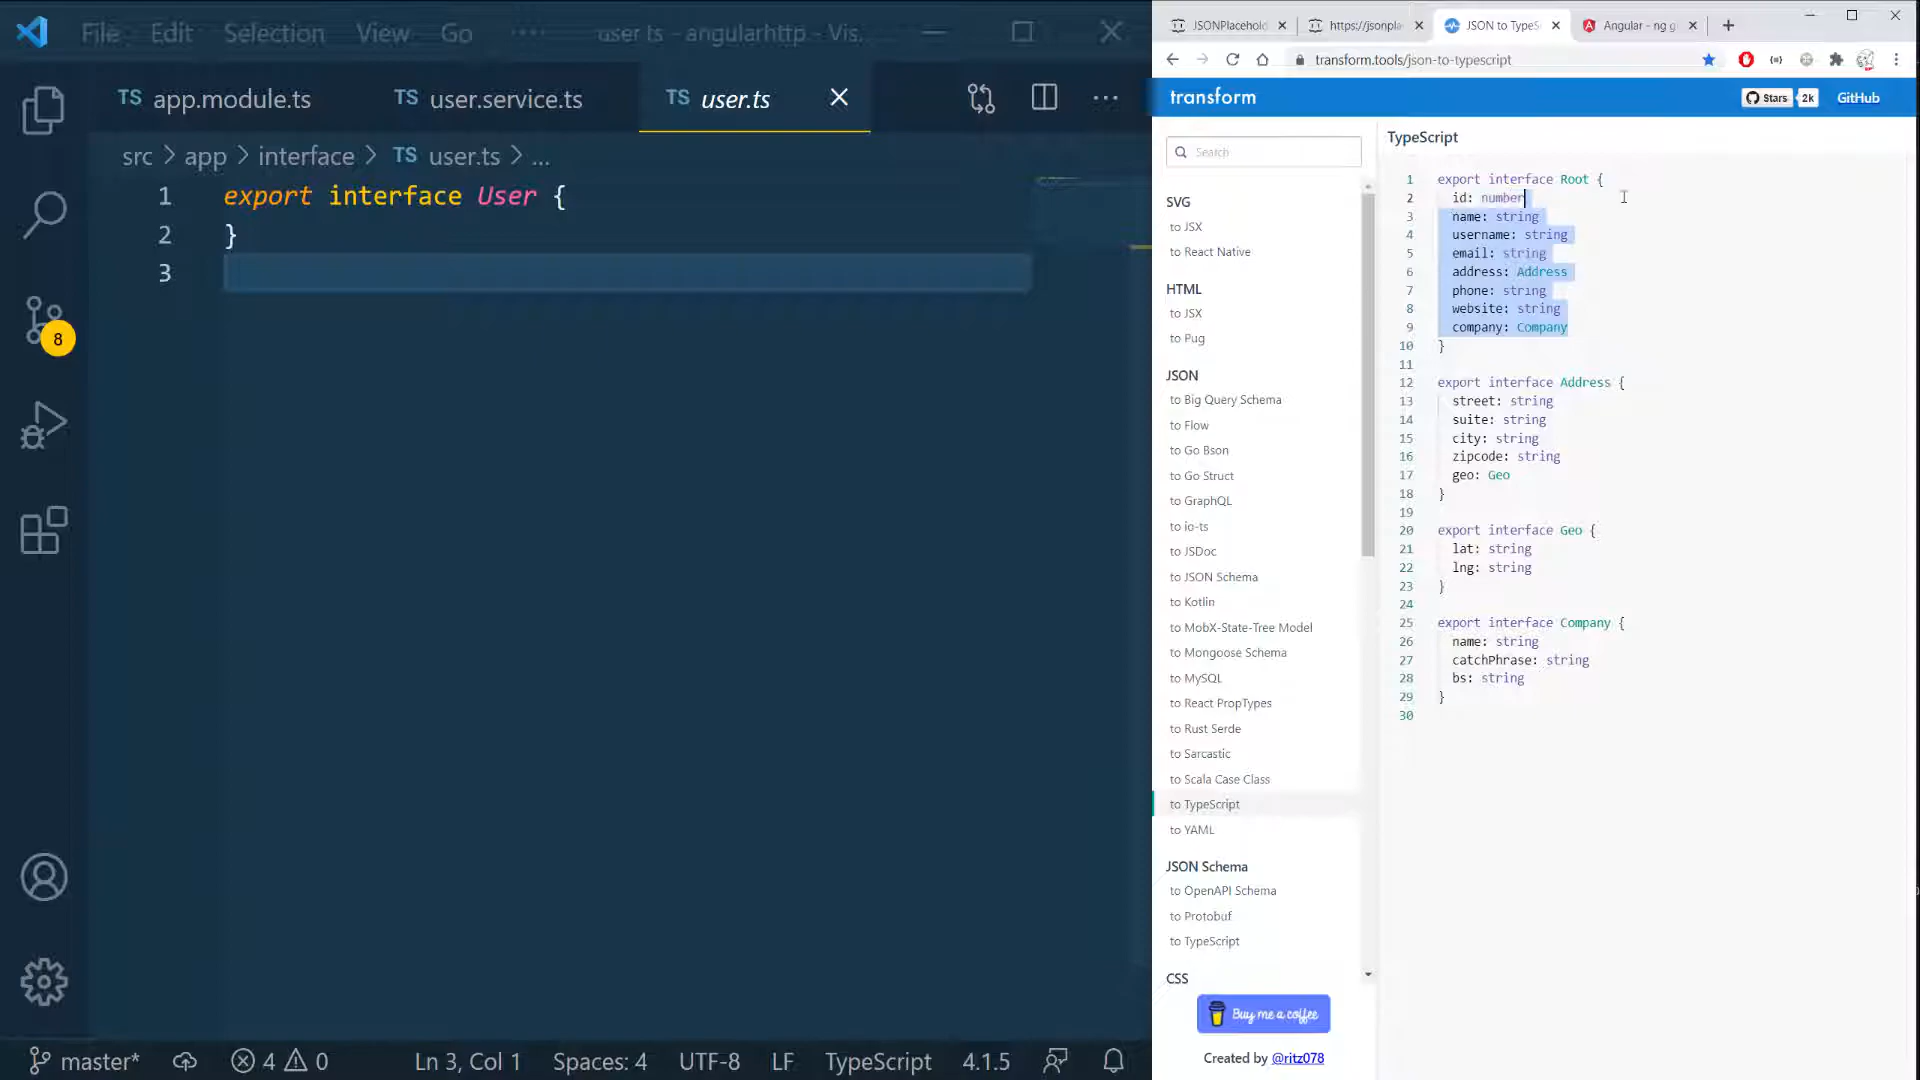 File Edit Selection View Go ···· user.ts - angularhttp - Vis...
TS app.module.ts TS user.service.ts TS user.ts
src > app > interface > TS user.ts > ...
1 export interface User {
2 }
3
8
master* 4 0 Ln 3, Col 1 Spaces: 4 UTF-8 LF TypeScript 4.1.5
JSONPlacehold https://jsonpla JSON to TypeS Angular - ng g
transform.tools/json-to-typescript
transform Stars 2k GitHub
Search
SVG
to JSX
to React Native
HTML
to JSX
to Pug
JSON
to Big Query Schema
to Flow
to Go Bson
to Go Struct
to GraphQL
to io-ts
to JSDoc
to JSON Schema
to Kotlin
to MobX-State-Tree Model
to Mongoose Schema
to MySQL
to React PropTypes
to Rust Serde
to Sarcastic
to Scala Case Class
to TypeScript
to YAML
JSON Schema
to OpenAPI Schema
to Protobuf
to TypeScript
CSS
Buy me a coffee
Created by @ritz078
TypeScript
1 export interface Root {
2 id: number
3 name: string
4 username: string
5 email: string
6 address: Address
7 phone: string
8 website: string
9 company: Company
10 }
11
12 export interface Address {
13 street: string
14 suite: string
15 city: string
16 zipcode: string
17 geo: Geo
18 }
19
20 export interface Geo {
21 lat: string
22 lng: string
23 }
24
25 export interface Company {
26 name: string
27 catchPhrase: string
28 bs: string
29 }
30